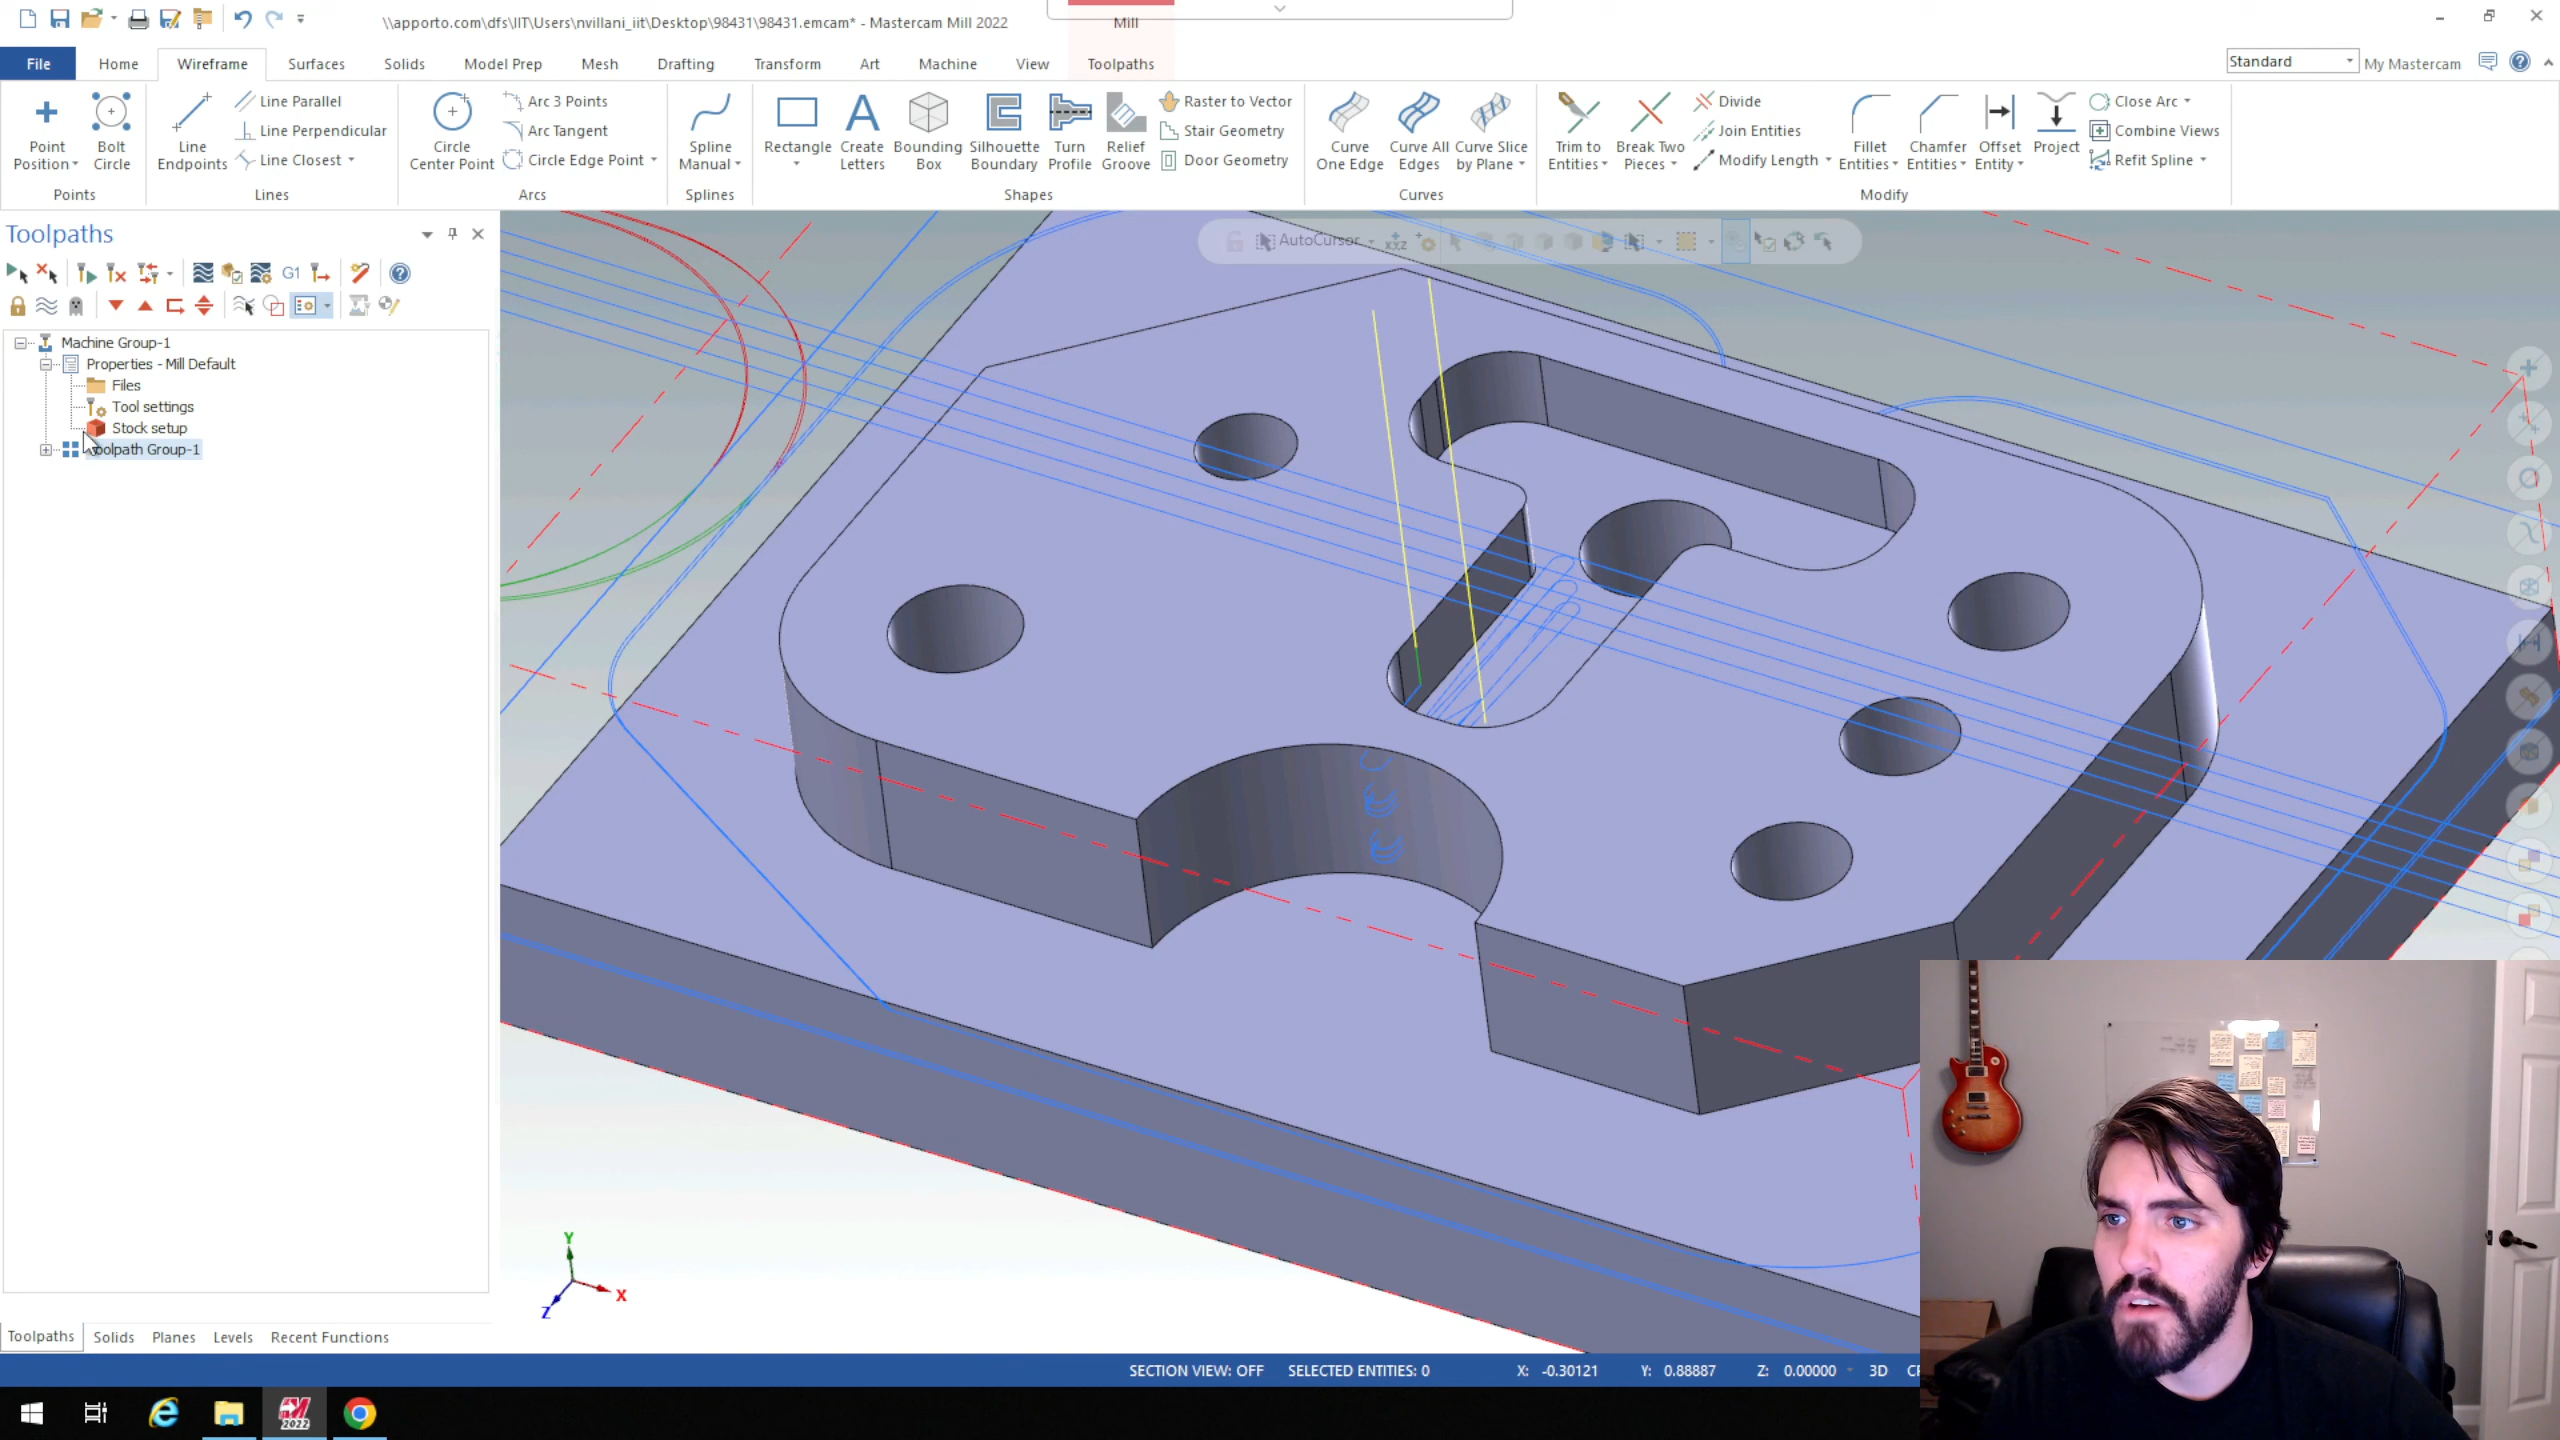 \\apporto.com\dfs\IIT\Users\nvillani_iit\Desktop\98431\98431.emcam* - Mastercam Mill 2022
Mill
File Home Wireframe Surfaces Solids Model Prep Mesh Drafting Transform Art Machine View Toolpaths
Standard My Mastercam
Point Position
Bolt Circle
Points
Line Endpoints
Line Parallel
Line Perpendicular
Line Closest
Lines
Circle Center Point
Arc 3 Points
Arc Tangent
Circle Edge Point
Arcs
Spline Manual
Splines
Rectangle
Create Letters
Bounding Box
Silhouette Boundary
Turn Profile
Relief Groove
Raster to Vector
Stair Geometry
Door Geometry
Shapes
Curve One Edge
Curve All Edges
Curve Slice by Plane
Curves
Trim to Entities
Break Two Pieces
Divide
Join Entities
Modify Length
Fillet Entities
Chamfer Entities
Offset Entity
Project
Close Arc
Combine Views
Refit Spline
Modify
Toolpaths
G1
AutoCursor
Machine Group-1
Properties - Mill Default
Files
Tool settings
Stock setup
oolpath Group-1
Y
X
Z
Toolpaths Solids Planes Levels Recent Functions
SECTION VIEW: OFF SELECTED ENTITIES: 0 X: -0.30121 Y: 0.88887 Z: 0.00000 3D
2022